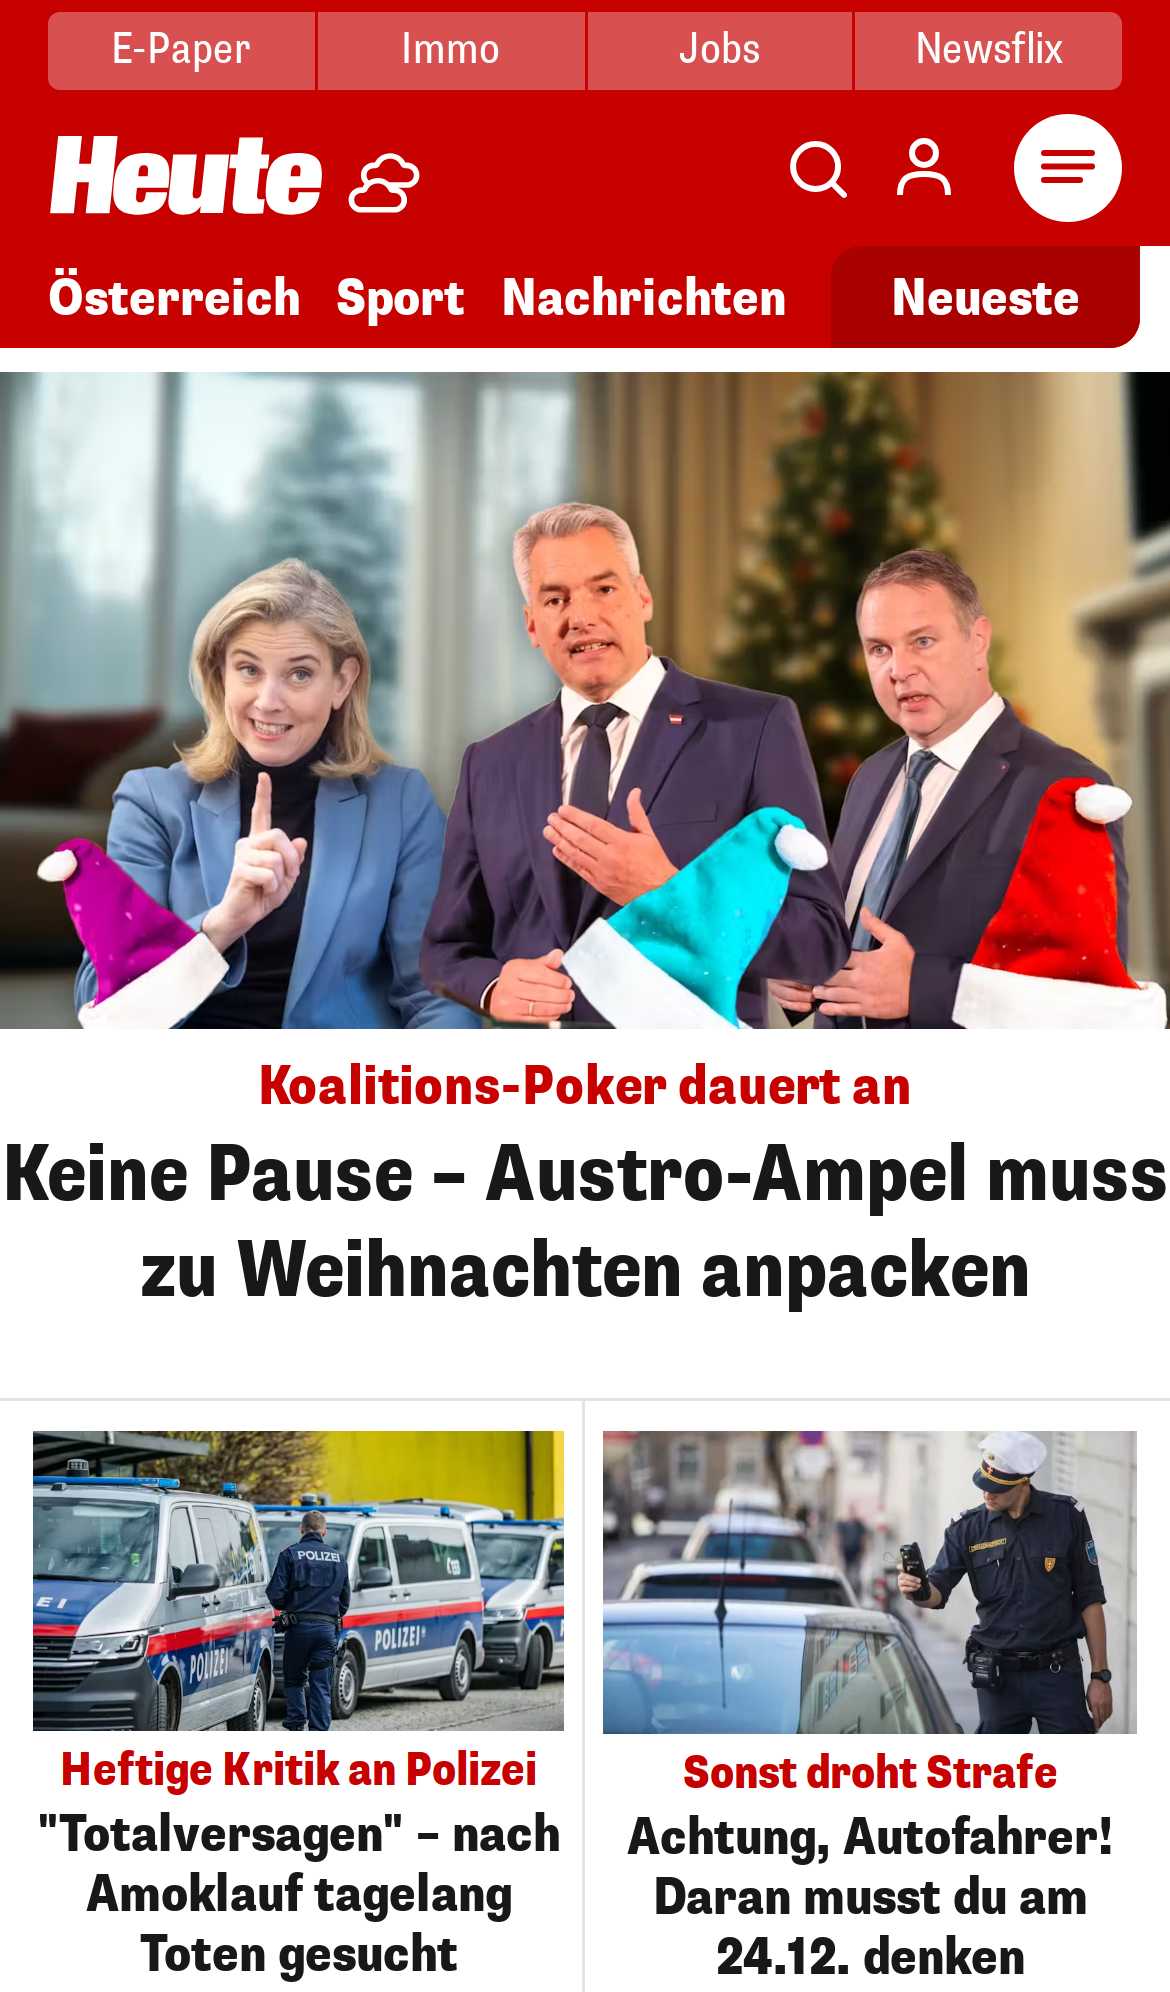 E-Paper
Immo
Jobs
Newsflix
Heute
Österreich
Sport
Nachrichten
Neueste
Koalitions-Poker dauert an
Keine Pause – Austro-Ampel muss
zu Weihnachten anpacken
POLIZEI
EI
POLIZEI
POLIZEI
Heftige Kritik an Polizei
"Totalversagen" – nach
Amoklauf tagelang
Toten gesucht
Sonst droht Strafe
Achtung, Autofahrer!
Daran musst du am
24.12. denken